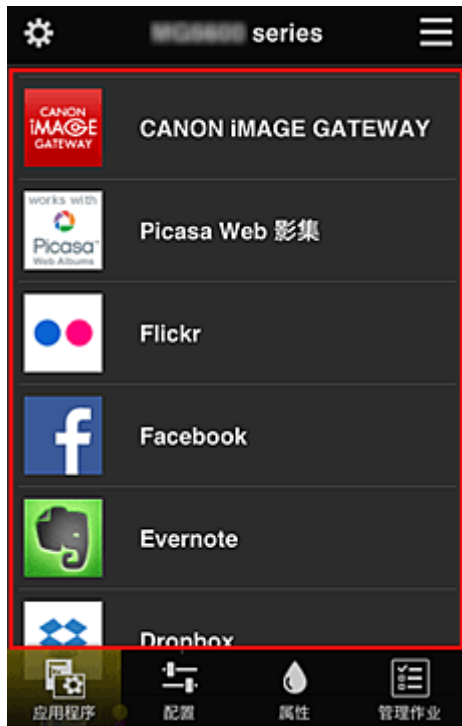 series
CANON
iMAGE
GATEWAY
CANON iMAGE GATEWAY
works with
Picasa™
Web Albums
Picasa Web 影集
Flickr
Facebook
Evernote
Dropbox
应用程序
配置
属性
管理作业